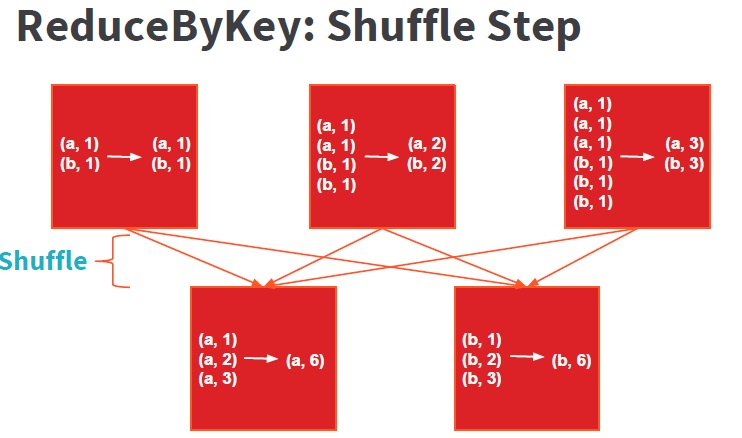 ReduceByKey: Shuffle Step
(a, 1)
(b, 1)
(a, 1)
(b, 1)
(a, 1)
(a, 1)
(b, 1)
(b, 1)
(a, 2)
(b, 2)
(a, 1)
(a, 1)
(a, 1)
(b, 1)
(b, 1)
(b, 1)
(a, 3)
(b, 3)
Shuffle
(a, 1)
(a, 2)
(a, 3)
(a, 6)
(b, 1)
(b, 2)
(b, 3)
(b, 6)